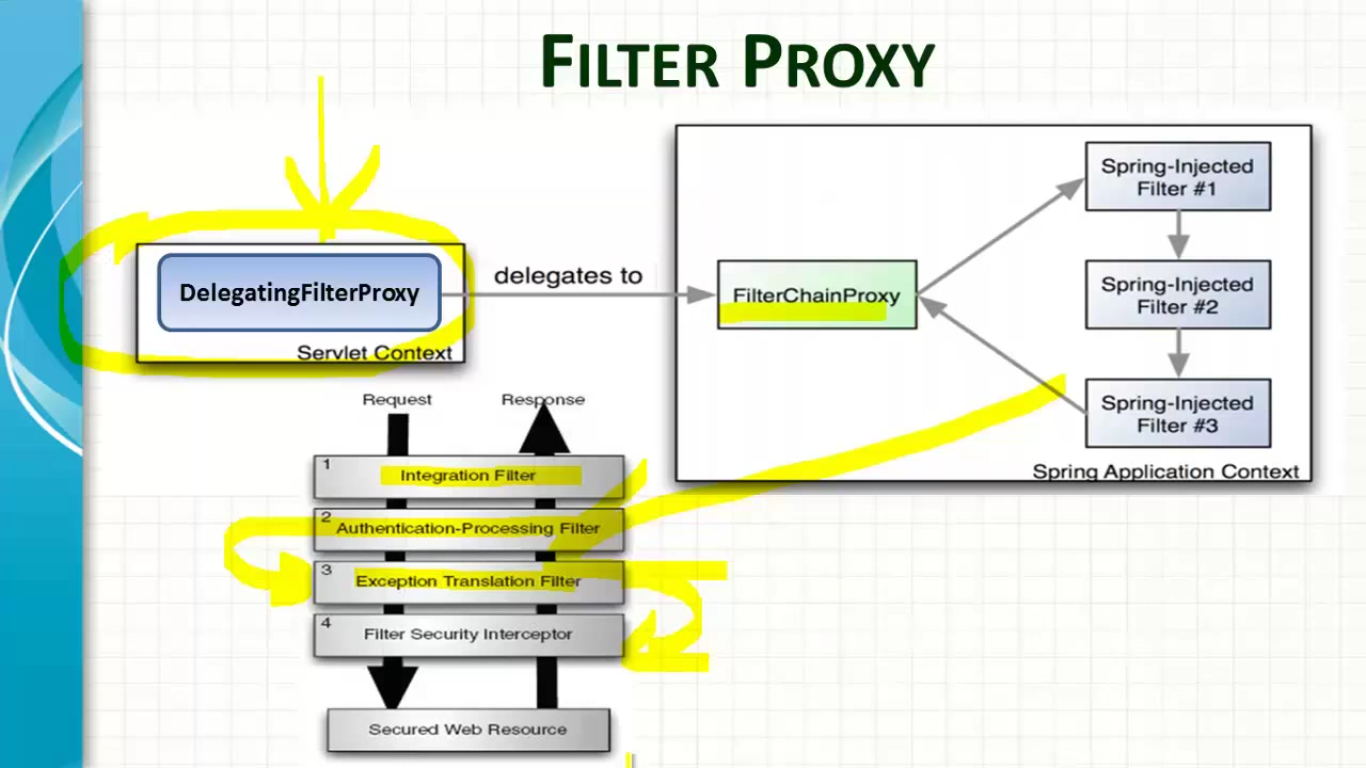 FILTER PROXY
DelegatingFilterProxy
Servlet Context
delegates to
FilterChainProxy
Spring-Injected
Filter #1
Spring-Injected
Filter #2
Spring-Injected
Filter #3
Spring Application Context
Request Response
1 Integration Filter
2 Authentication-Processing Filter
3 Exception Translation Filter
4 Filter Security Interceptor
Secured Web Resource